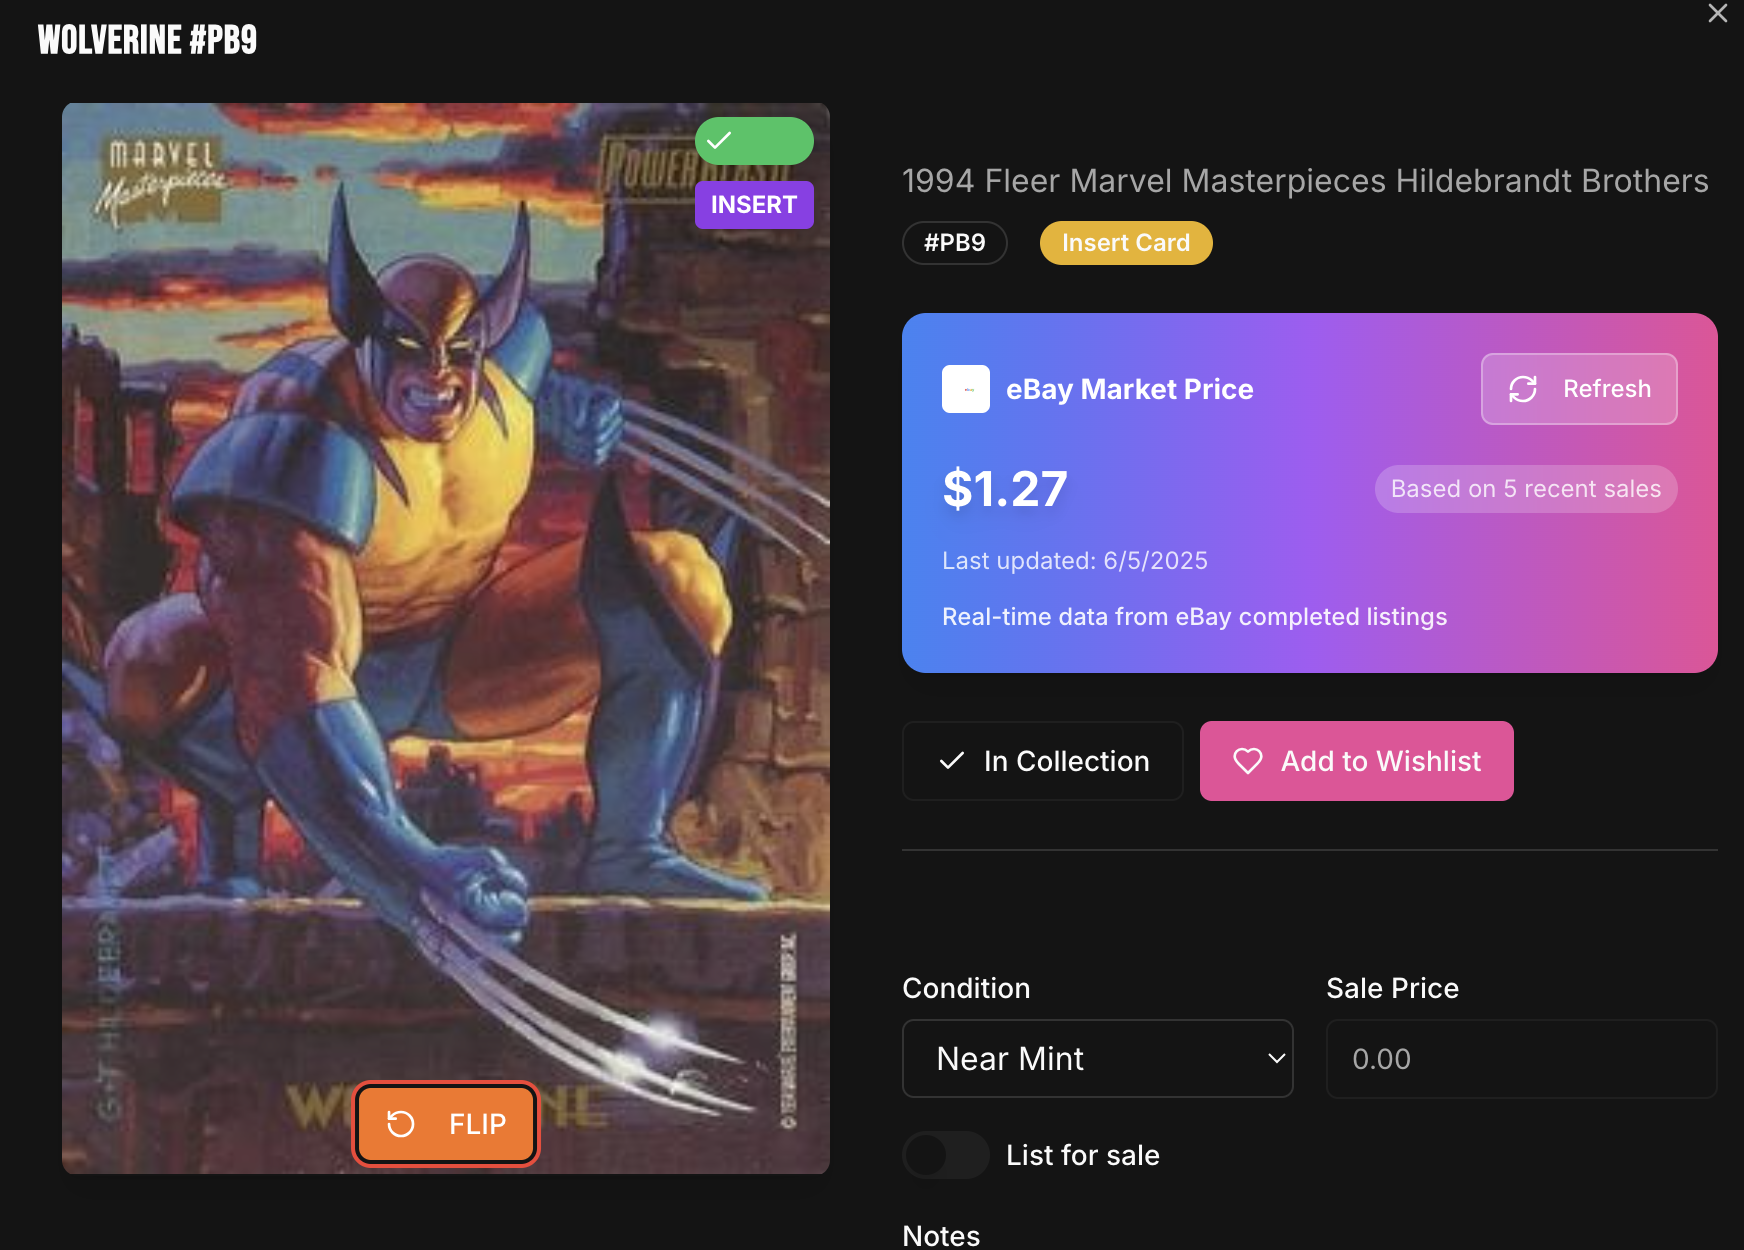 WOLVERINE #PB9
MARVEL
Masterpieces
INSERT
FLIP
1994 Fleer Marvel Masterpieces Hildebrandt Brothers
#PB9
Insert Card
eBay Market Price
Refresh
$1.27
Based on 5 recent sales
Last updated: 6/5/2025
Real-time data from eBay completed listings
In Collection
Add to Wishlist
Condition
Sale Price
Near Mint
0.00
List for sale
Notes